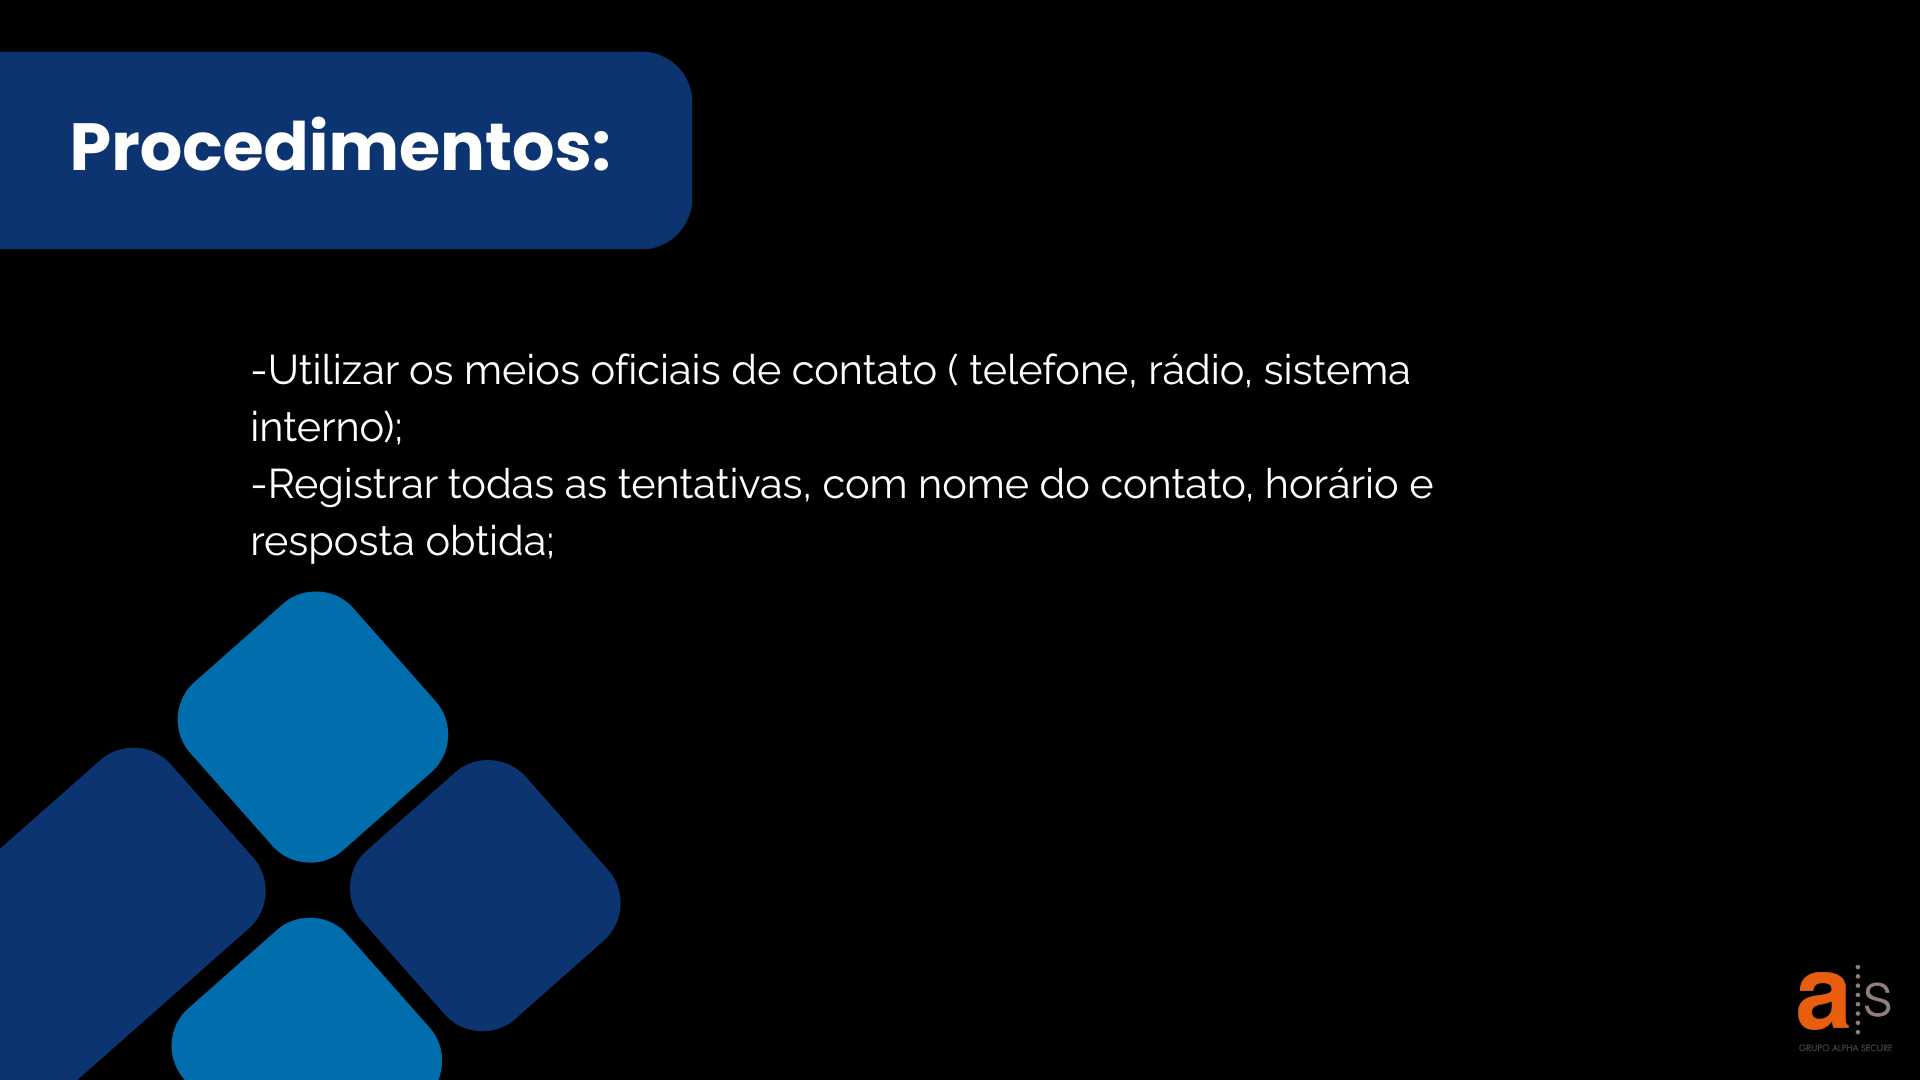 Procedimentos:
-Utilizar os meios oficiais de contato ( telefone, rádio, sistema
interno);
-Registrar todas as tentativas, com nome do contato, horário e
resposta obtida;
as
GRUPO ALPHA SECURE